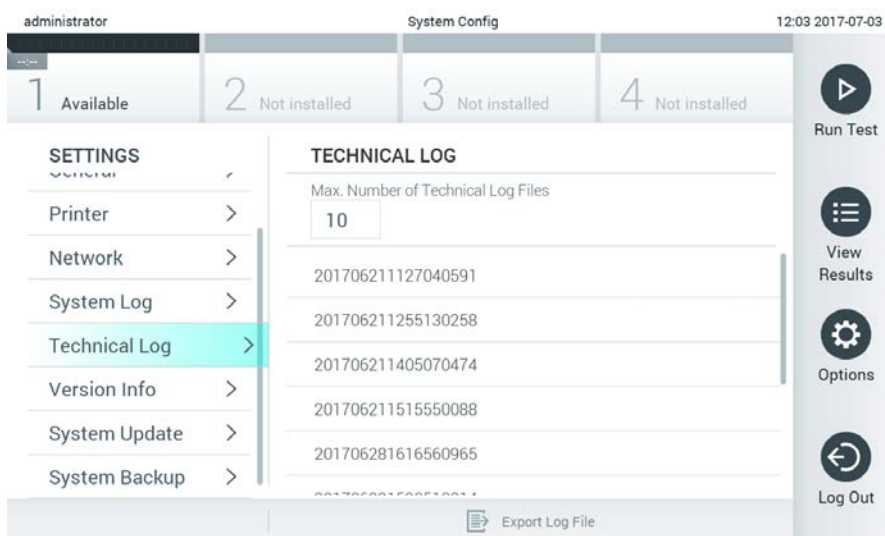 administrator
System Config
12:03 2017-07-03
--:--
1 Available
2 Not installed
3 Not installed
4 Not installed
Run Test
View
Results
Options
Log Out
SETTINGS
General
Printer
Network
System Log
Technical Log
Version Info
System Update
System Backup
TECHNICAL LOG
Max. Number of Technical Log Files
10
201706211127040591
201706211255130258
201706211405070474
201706211515550088
201706281616560965
Export Log File